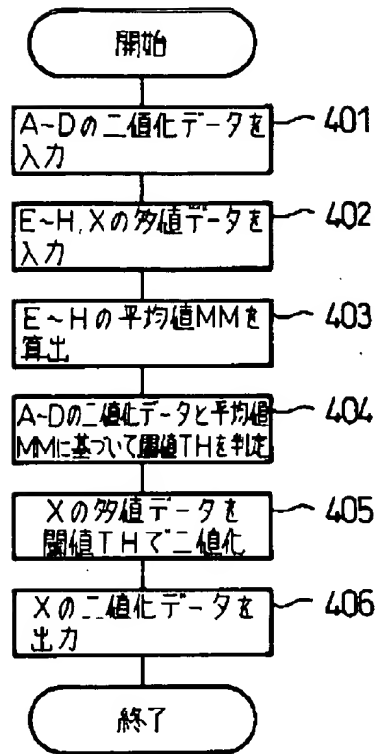 開始
A~Dの二値化データを
入力
401
E~H,Xの多値データを
入力
402
E~Hの平均値MMを
算出
403
A~Dの二値化データと平均値
MMに基づいて閾値THを判定
404
Xの多値データを
閾値THで二値化
405
Xの二値化データを
出力
406
終了